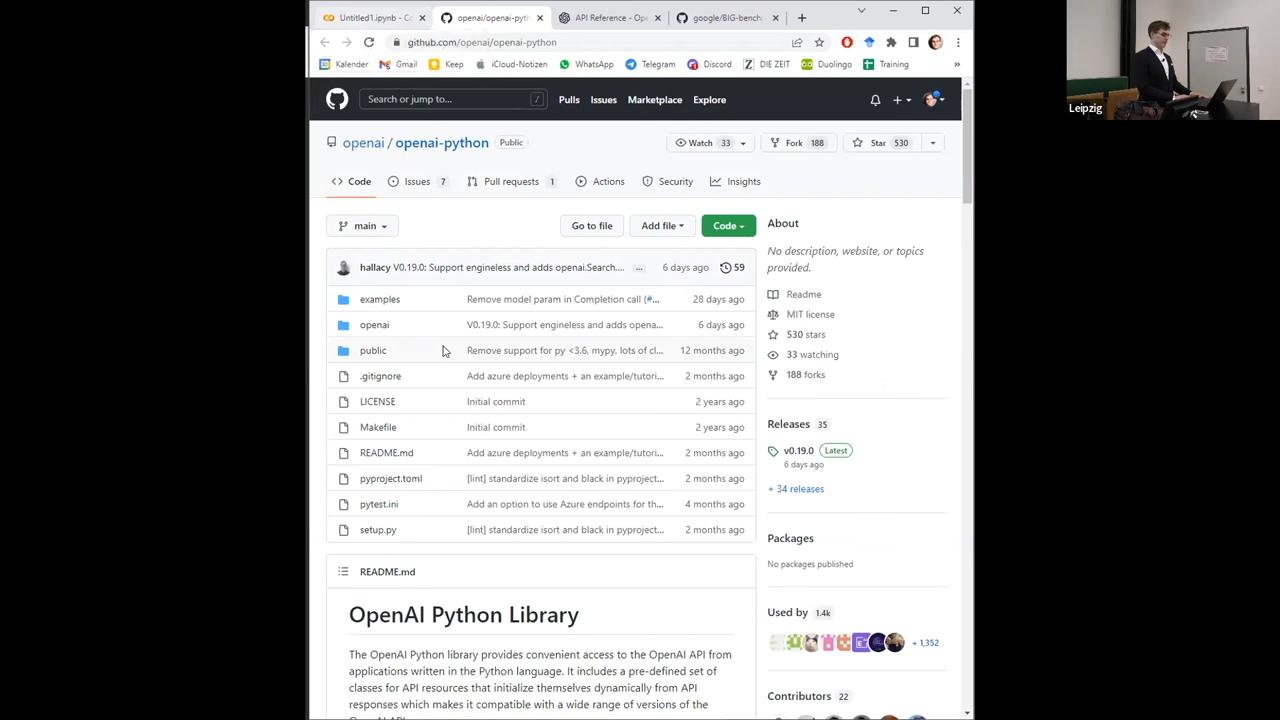 Untitled1.ipynb - Co
openai/openai-pyth
API Reference - Ope
google/BIG-bench
github.com/openai/openai-python
Kalender
Gmail
Keep
iCloud-Notizen
WhatsApp
Telegram
Discord
DIE ZEIT
Duolingo
Training
»
Search or jump to...
/
Pulls
Issues
Marketplace
Explore
openai / openai-python
Public
Watch 33
Fork 188
Star 530
Code
Issues 7
Pull requests 1
Actions
Security
Insights
main
Go to file
Add file
Code
hallacy V0.19.0: Support engineless and adds openai.Search....
...
6 days ago
59
examples
Remove model param in Completion call (#...
28 days ago
openai
V0.19.0: Support engineless and adds opena...
6 days ago
public
Remove support for py <3.6, mypy, lots of cl...
12 months ago
.gitignore
Add azure deployments + an example/tutori...
2 months ago
LICENSE
Initial commit
2 years ago
Makefile
Initial commit
2 years ago
README.md
Add azure deployments + an example/tutori...
2 months ago
pyproject.toml
[lint] standardize isort and black in pyproject...
2 months ago
pytest.ini
Add an option to use Azure endpoints for th...
4 months ago
setup.py
[lint] standardize isort and black in pyproject...
2 months ago
README.md
OpenAI Python Library
The OpenAI Python library provides convenient access to the OpenAI API from
applications written in the Python language. It includes a pre-defined set of
classes for API resources that initialize themselves dynamically from API
responses which makes it compatible with a wide range of versions of the
OpenAI API.
About
No description, website, or topics
provided.
Readme
MIT license
530 stars
33 watching
188 forks
Releases 35
v0.19.0 Latest
6 days ago
+ 34 releases
Packages
No packages published
Used by 1.4k
+ 1,352
Contributors 22
Leipzig